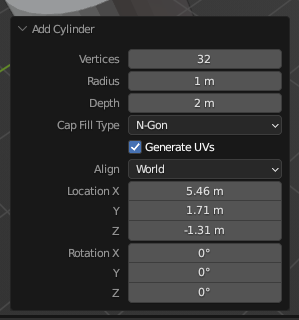 Add Cylinder
Vertices 32
Radius 1 m
Depth 2 m
Cap Fill Type N-Gon
Generate UVs
Align World
Location X 5.46 m
Y 1.71 m
Z -1.31 m
Rotation X 0°
Y 0°
Z 0°